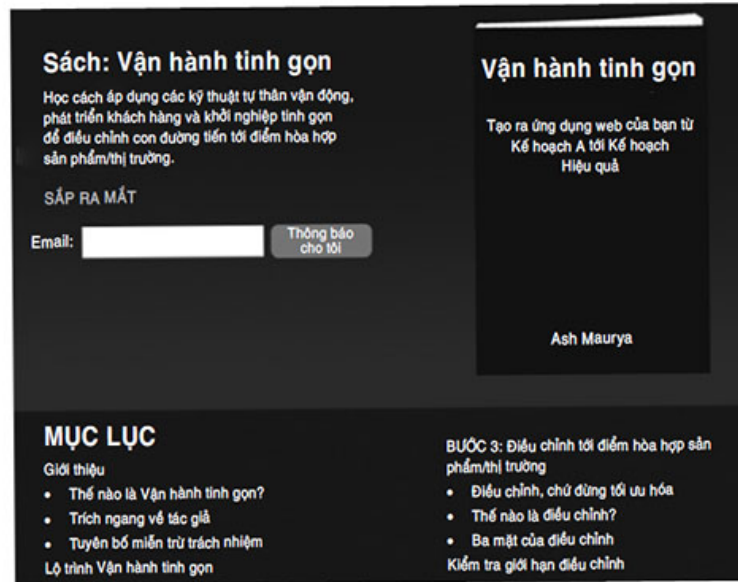 Sách: Vận hành tinh gọn
Học cách áp dụng các kỹ thuật tự thân vận động,
phát triển khách hàng và khởi nghiệp tinh gọn
để điều chỉnh con đường tiến tới điểm hòa hợp
sản phẩm/thị trường.
SẮP RA MẮT
Email:
Thông báo
cho tôi
Vận hành tinh gọn
Tạo ra ứng dụng web của bạn từ
Kế hoạch A tới Kế hoạch
Hiệu quả
Ash Maurya
MỤC LỤC
Giới thiệu
• Thế nào là Vận hành tinh gọn?
• Trích ngang về tác giả
• Tuyên bố miễn trừ trách nhiệm
Lộ trình Vận hành tinh gọn
BƯỚC 3: Điều chỉnh tới điểm hòa hợp sản
phẩm/thị trường
• Điều chỉnh, chứ đừng tối ưu hóa
• Thế nào là điều chỉnh?
• Ba mặt của điều chỉnh
Kiểm tra giới hạn điều chỉnh